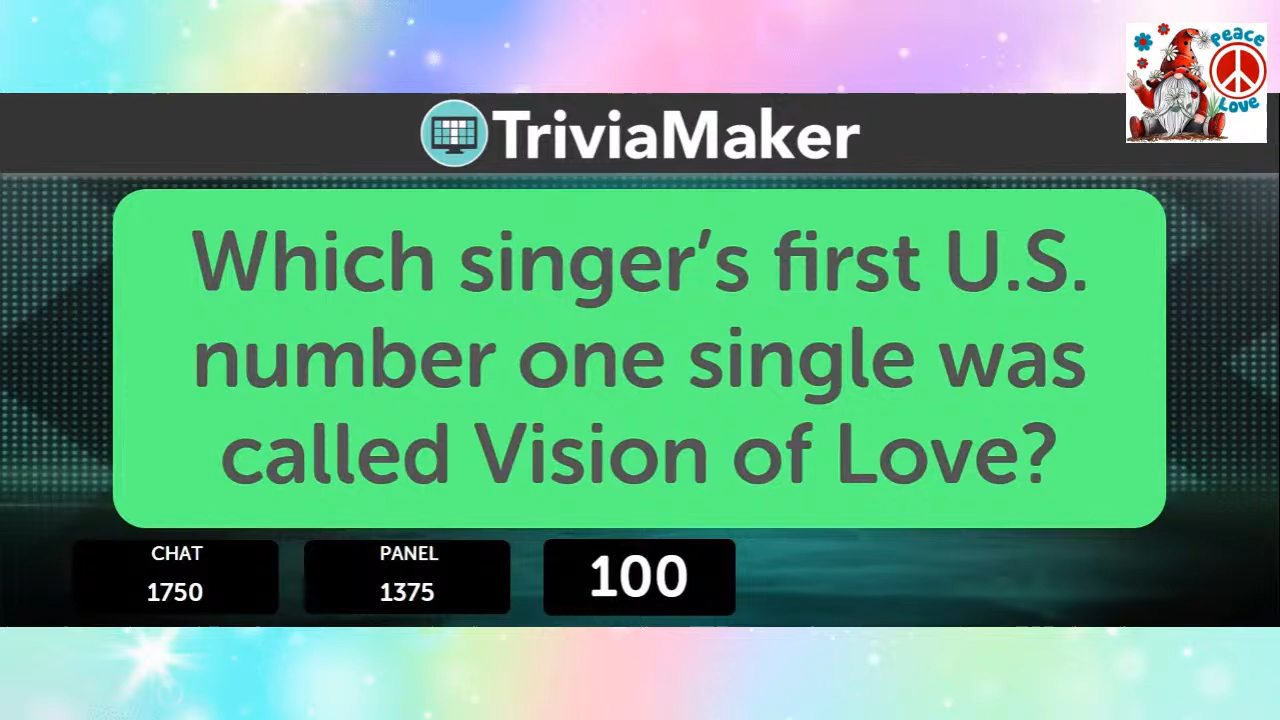 Peace
Love
TriviaMaker
Which singer’s first U.S.
number one single was
called Vision of Love?
CHAT
1750
PANEL
1375
100